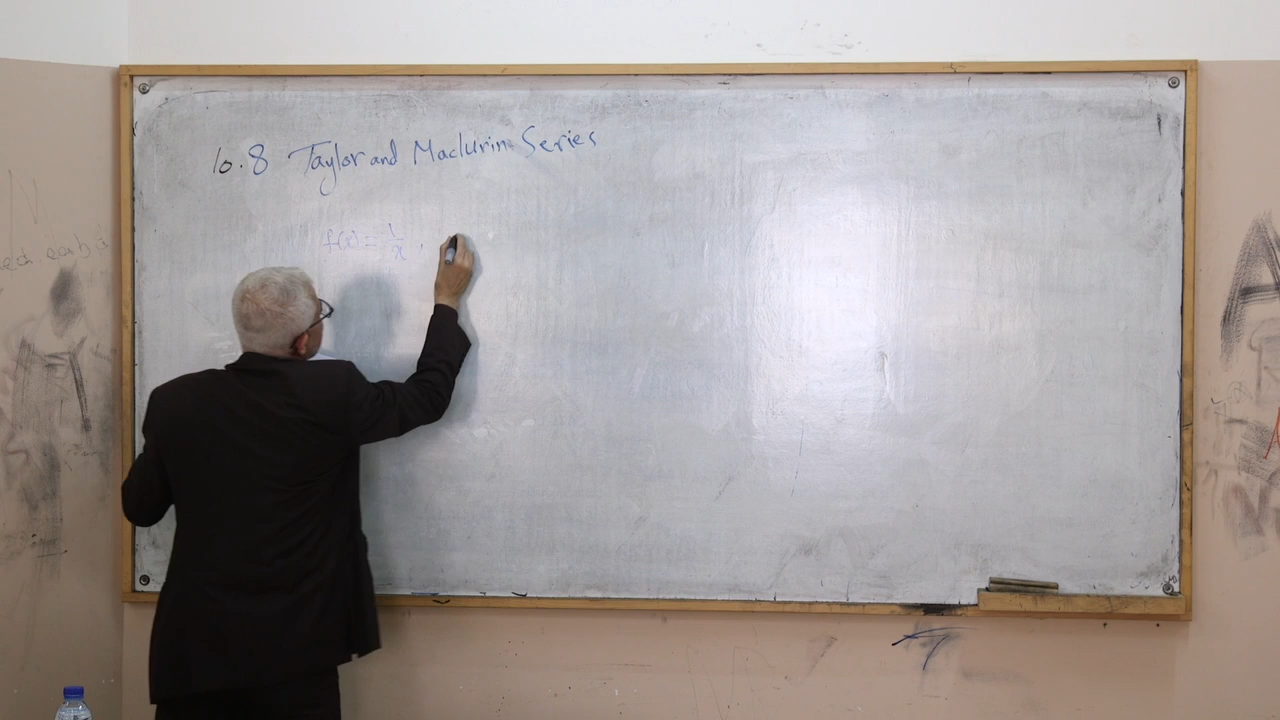 10.8 Taylor and Maclurin Series
f(x) = 1/x ,